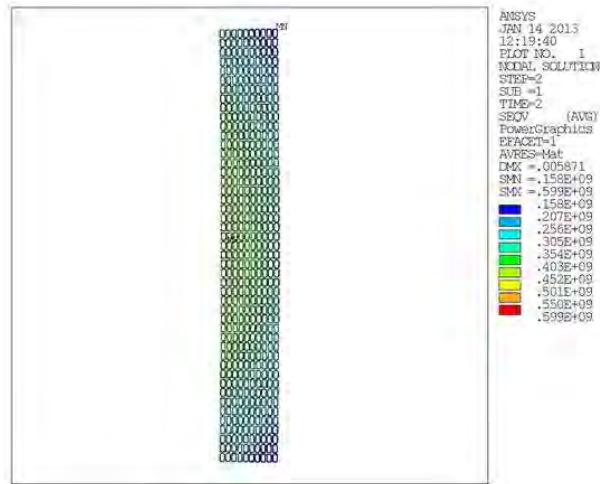 MN
ANSYS
JAN 14 2013
12:19:40
PLOT NO. 1
NODAL SOLUTION
STEP=2
SUB =1
TIME=2
SEQV (AVG)
PowerGraphics
EFACET=1
AVRES=Mat
DMX =.005871
SMN =.158E+09
SMX =.599E+09
.158E+09
.207E+09
.256E+09
.305E+09
.354E+09
.403E+09
.452E+09
.501E+09
.550E+09
.599E+09